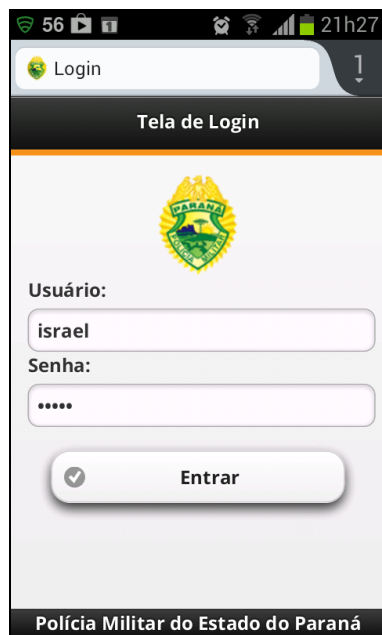 56 1 21h27
Login 1
Tela de Login
PARANÁ
POLÍCIA MILITAR
Usuário:
israel
Senha:
•••••
Entrar
Polícia Militar do Estado do Paraná